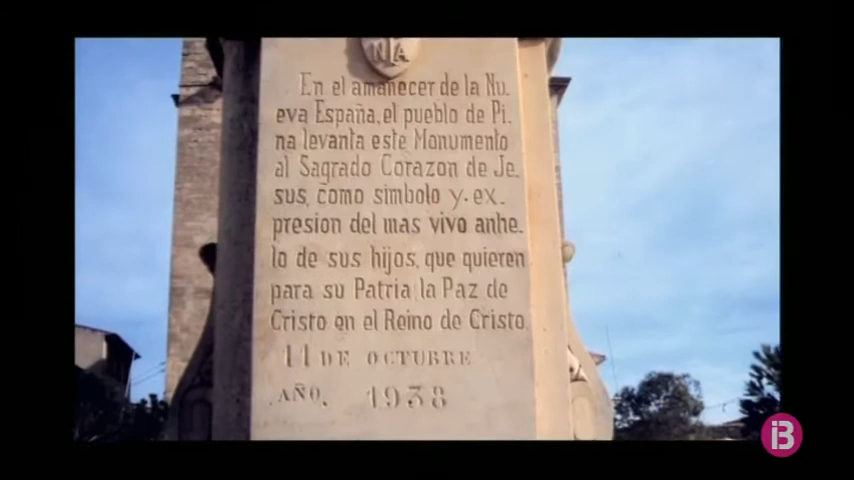 NA
En el amanecer de la Nu.
eva España, el pueblo de Pi.
na levanta este Monumento
al Sagrado Corazon de Je.
sus, como simbolo y. ex.
presion del mas vivo anhe.
lo de sus hijos, que quieren
para su Patria la Paz de
Cristo en el Reino de Cristo
11 DE OCTUBRE
AÑO. 1938
iB